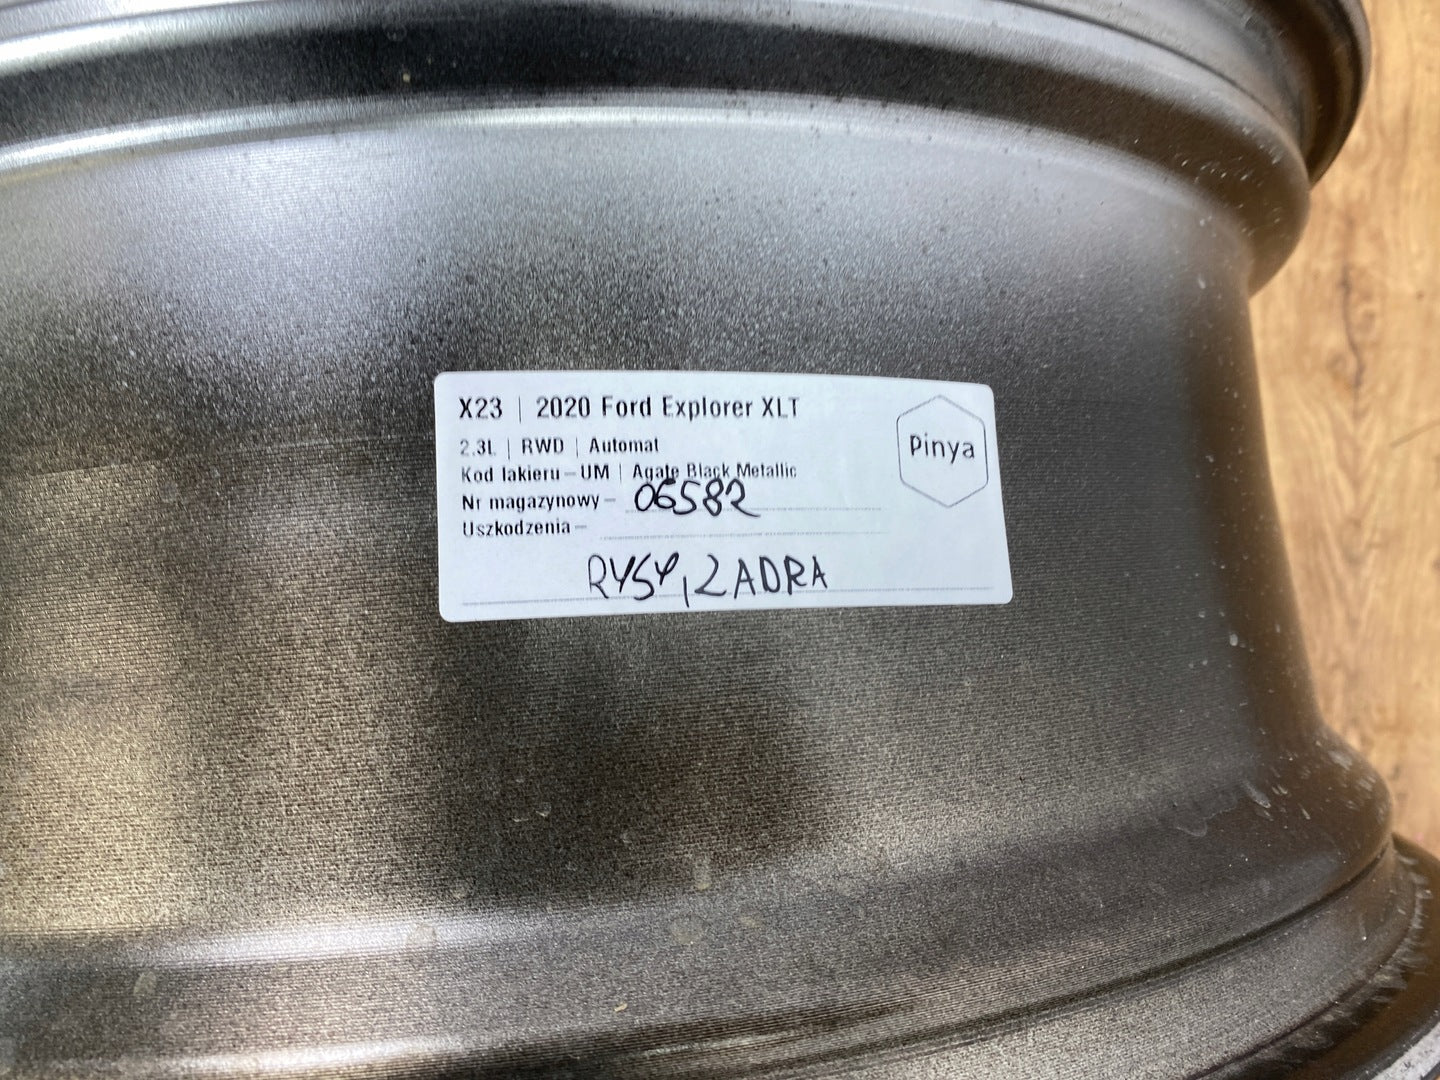 X23 | 2020 Ford Explorer XLT
Pinya
2.3L | RWD | Automat
Kod lakieru – UM | Agate Black Metallic
Nr magazynowy – 06582
Uszkodzenia –
RYSY, ZADRA